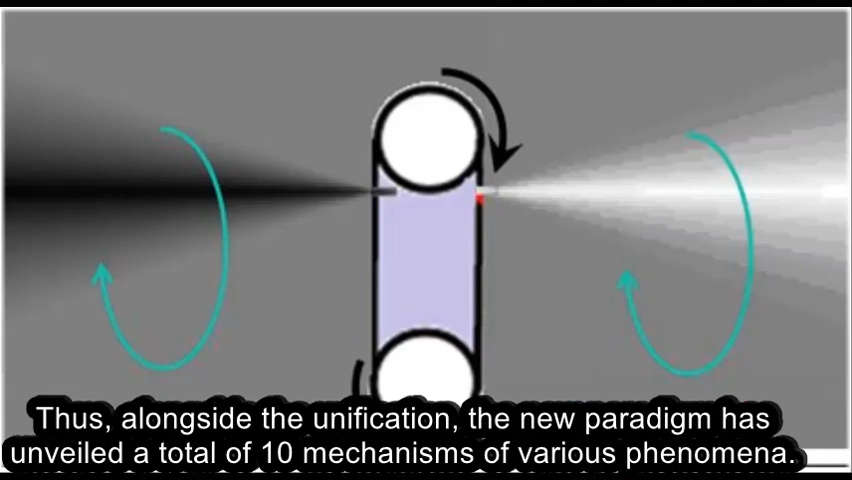 Thus, alongside the unification, the new paradigm has
unveiled a total of 10 mechanisms of various phenomena.